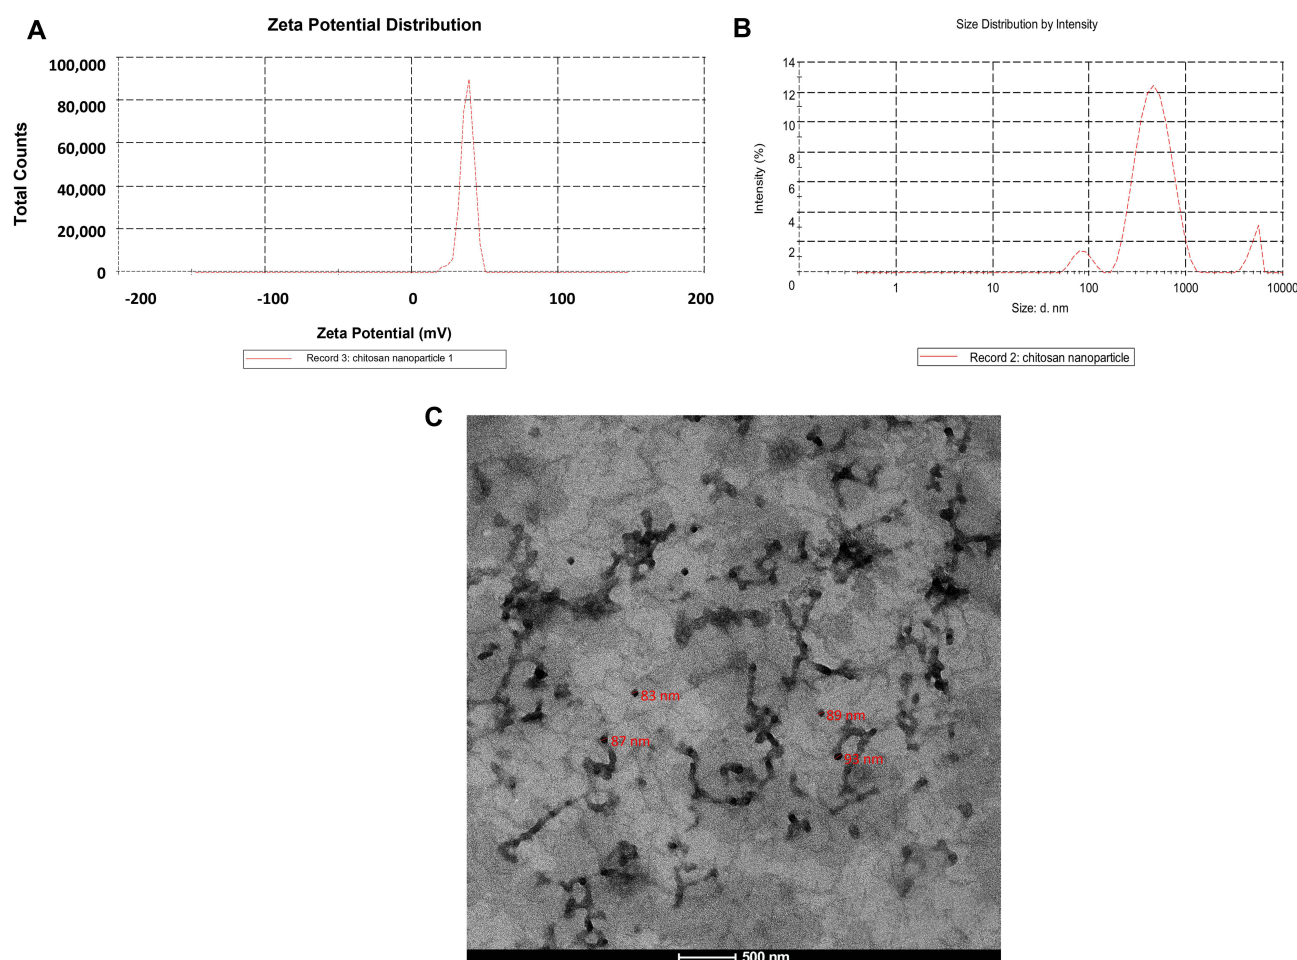 A
Zeta Potential Distribution
100,000
80,000
60,000
40,000
20,000
0
Total Counts
-200 -100 0 100 200
Zeta Potential (mV)
Record 3: chitosan nanoparticle 1
B
Size Distribution by Intensity
14
12
10
8
6
4
2
0
Intensity (%)
1 10 100 1000 10000
Size: d. nm
Record 2: chitosan nanoparticle
C
83 nm
89 nm
87 nm
98 nm
500 nm